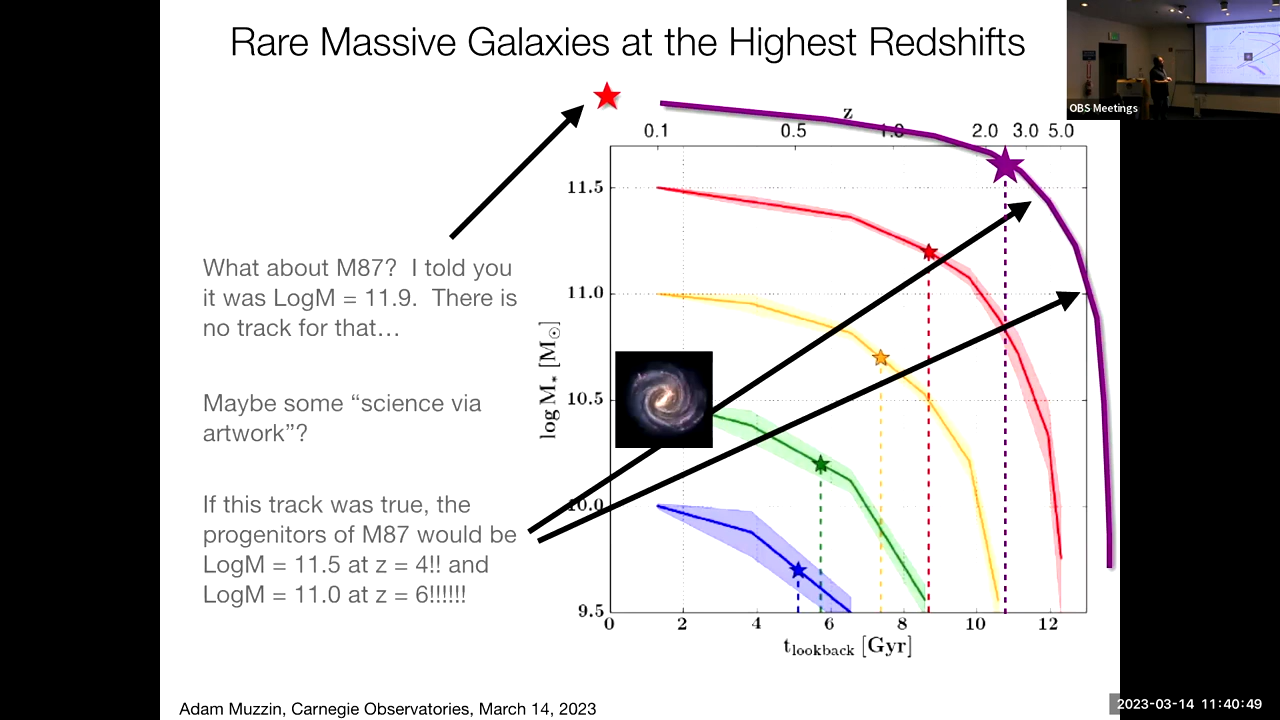 Rare Massive Galaxies at the Highest Redshifts
OBS Meetings
z
0.1 0.5 1.0 2.0 3.0 5.0
What about M87? I told you
it was LogM = 11.9. There is
no track for that…
Maybe some “science via
artwork”?
If this track was true, the
progenitors of M87 would be
LogM = 11.5 at z = 4!! and
LogM = 11.0 at z = 6!!!!!!
log M* [M☉]
11.5
11.0
10.5
10.0
9.5
0 2 4 6 8 10 12
tlookback [Gyr]
Adam Muzzin, Carnegie Observatories, March 14, 2023
2023-03-14 11:40:49